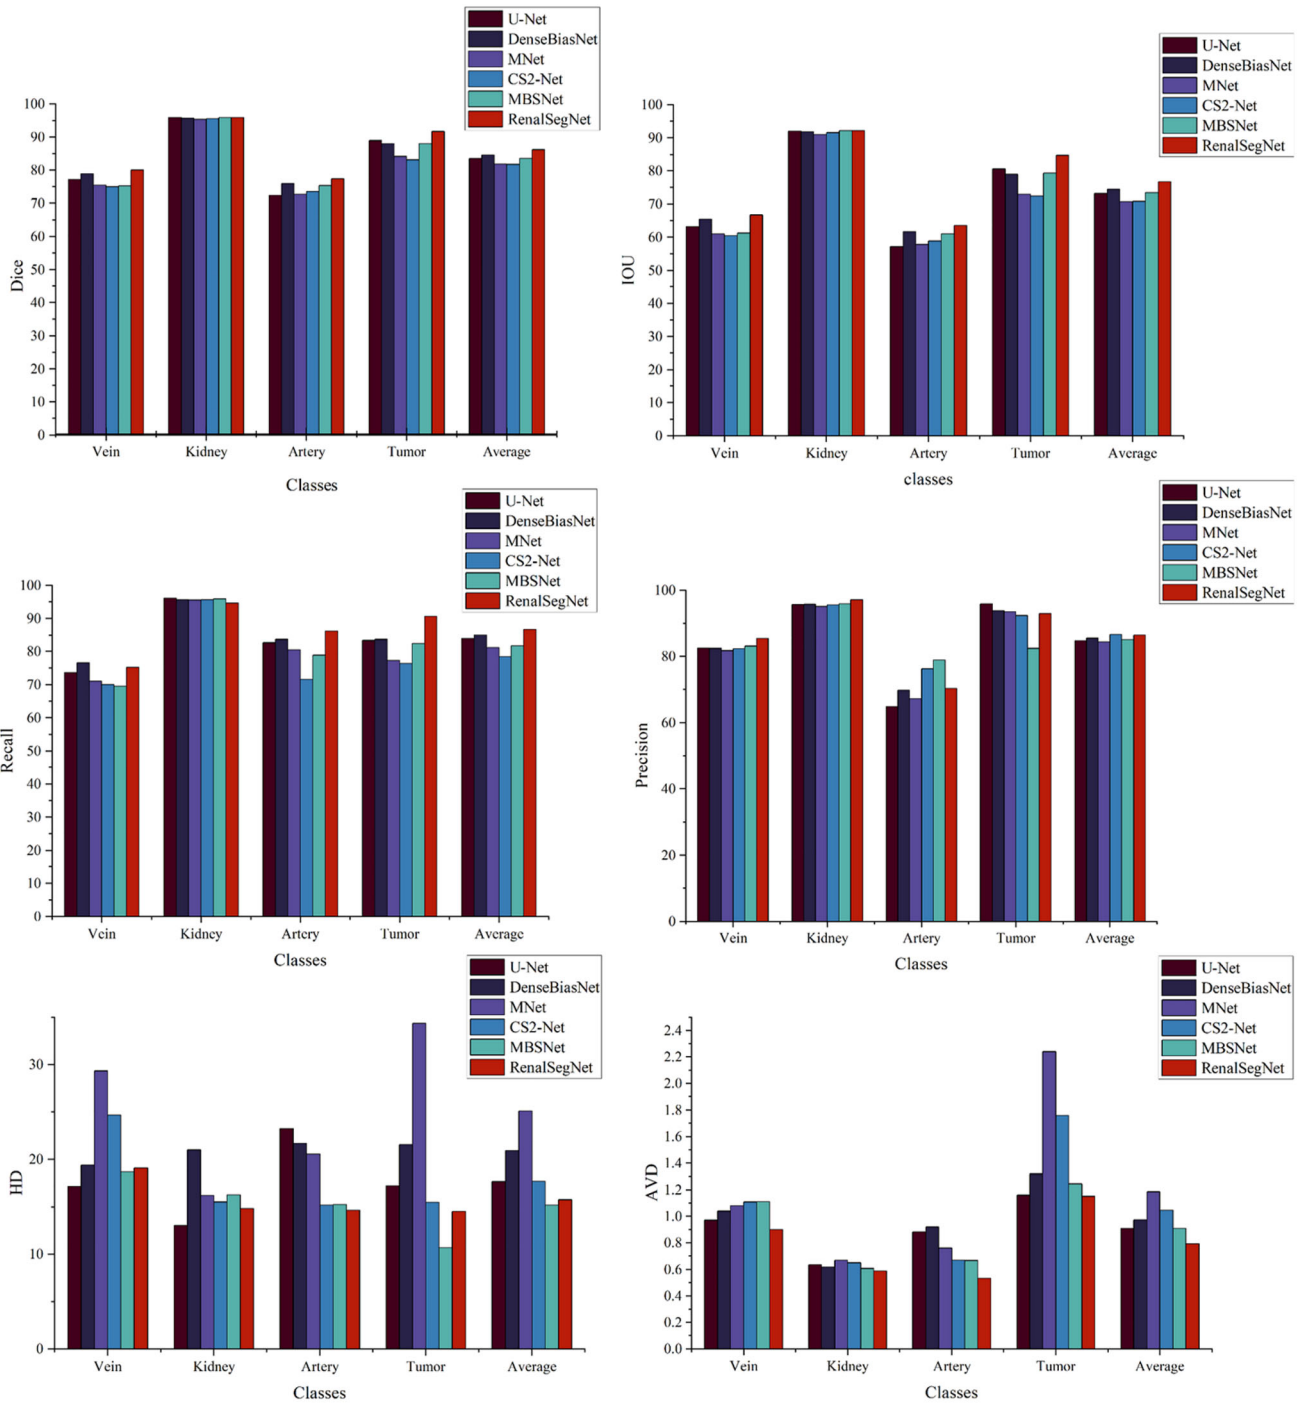 U-Net
DenseBiasNet
MNet
CS2-Net
MBSNet
RenalSegNet
100
90
80
70
60
50
40
30
20
10
0
Dice
Vein Kidney Artery Tumor Average
Classes
U-Net
DenseBiasNet
MNet
CS2-Net
MBSNet
RenalSegNet
100
90
80
70
60
50
40
30
20
10
0
IOU
Vein Kidney Artery Tumor Average
classes
U-Net
DenseBiasNet
MNet
CS2-Net
MBSNet
RenalSegNet
100
90
80
70
60
50
40
30
20
10
0
Recall
Vein Kidney Artery Tumor Average
Classes
U-Net
DenseBiasNet
MNet
CS2-Net
MBSNet
RenalSegNet
100
80
60
40
20
0
Precision
Vein Kidney Artery Tumor Average
Classes
U-Net
DenseBiasNet
MNet
CS2-Net
MBSNet
RenalSegNet
30
20
10
0
HD
Vein Kidney Artery Tumor Average
Classes
U-Net
DenseBiasNet
MNet
CS2-Net
MBSNet
RenalSegNet
2.4
2.2
2.0
1.8
1.6
1.4
1.2
1.0
0.8
0.6
0.4
0.2
0.0
AVD
Vein Kidney Artery Tumor Average
Classes